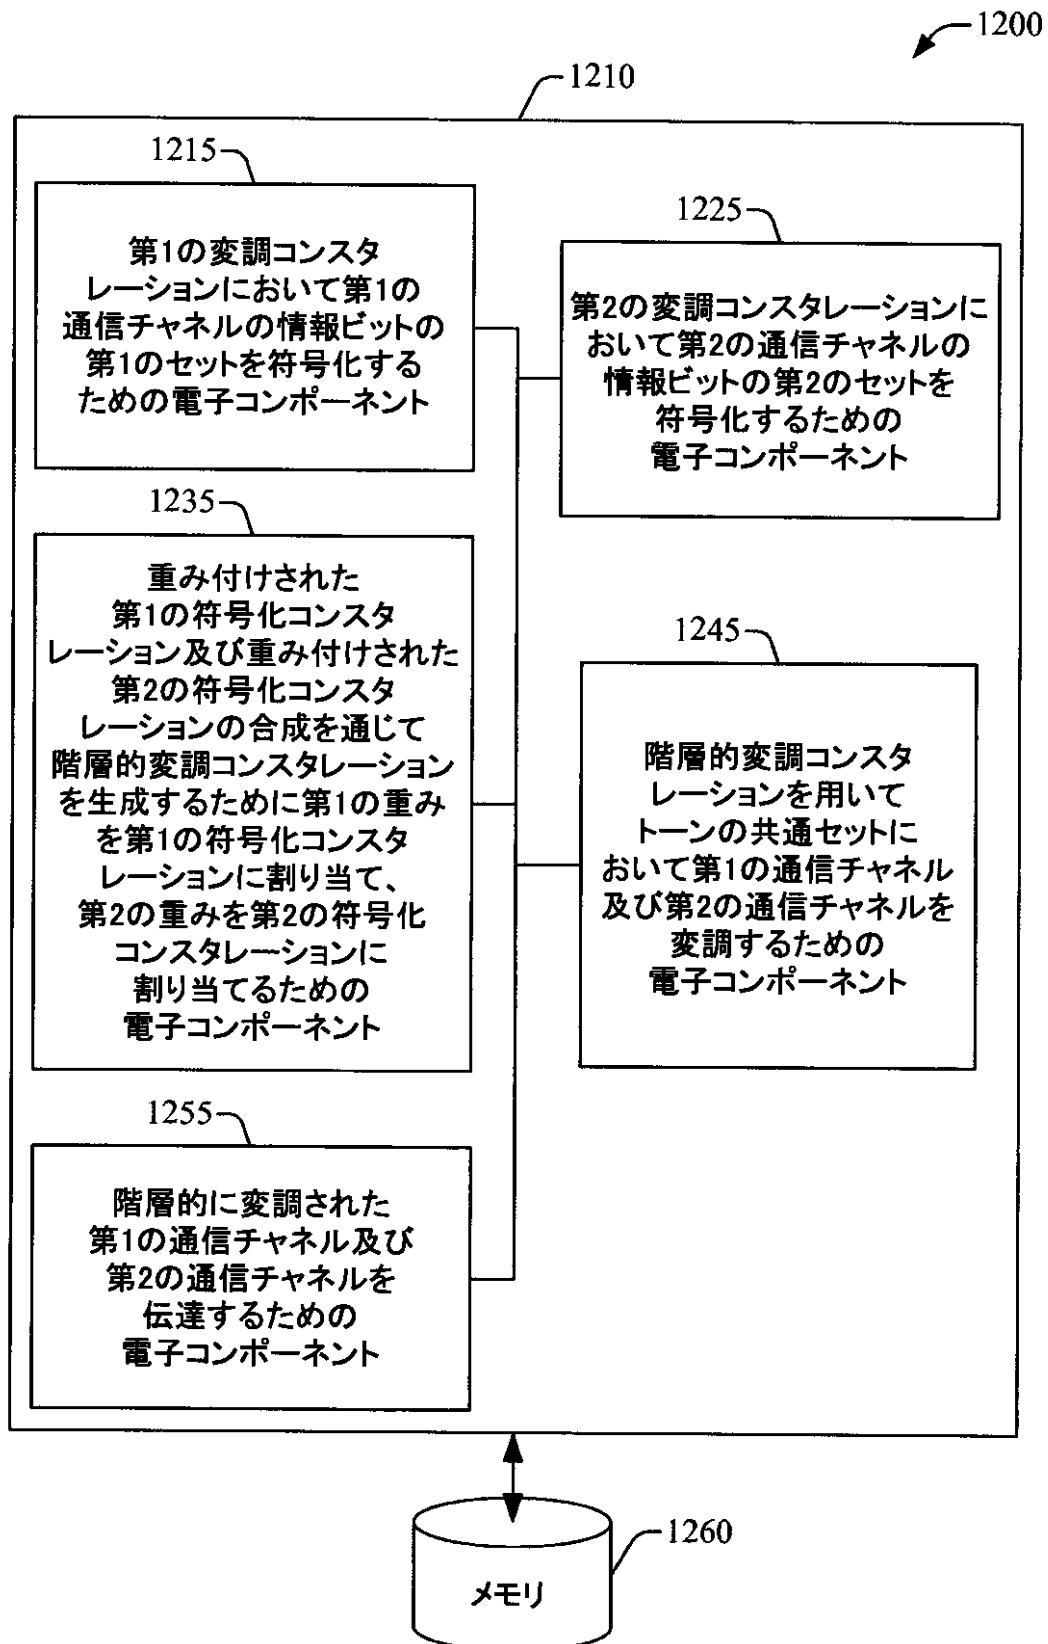 1200
1210
1215
第1の変調コンスタ
レーションにおいて第1の
通信チャネルの情報ビットの
第1のセットを符号化する
ための電子コンポーネント
1225
第2の変調コンスタレーションに
おいて第2の通信チャネルの
情報ビットの第2のセットを
符号化するための
電子コンポーネント
1235
重み付けされた
第1の符号化コンスタ
レーション及び重み付けされた
第2の符号化コンスタ
レーションの合成を通じて
階層的変調コンスタレーション
を生成するために第1の重み
を第1の符号化コンスタ
レーションに割り当て、
第2の重みを第2の符号化
コンスタレーションに
割り当てるための
電子コンポーネント
1245
階層的変調コンスタ
レーションを用いて
トーンの共通セットに
おいて第1の通信チャネル
及び第2の通信チャネルを
変調するための
電子コンポーネント
1255
階層的に変調された
第1の通信チャネル及び
第2の通信チャネルを
伝達するための
電子コンポーネント
1260
メモリ